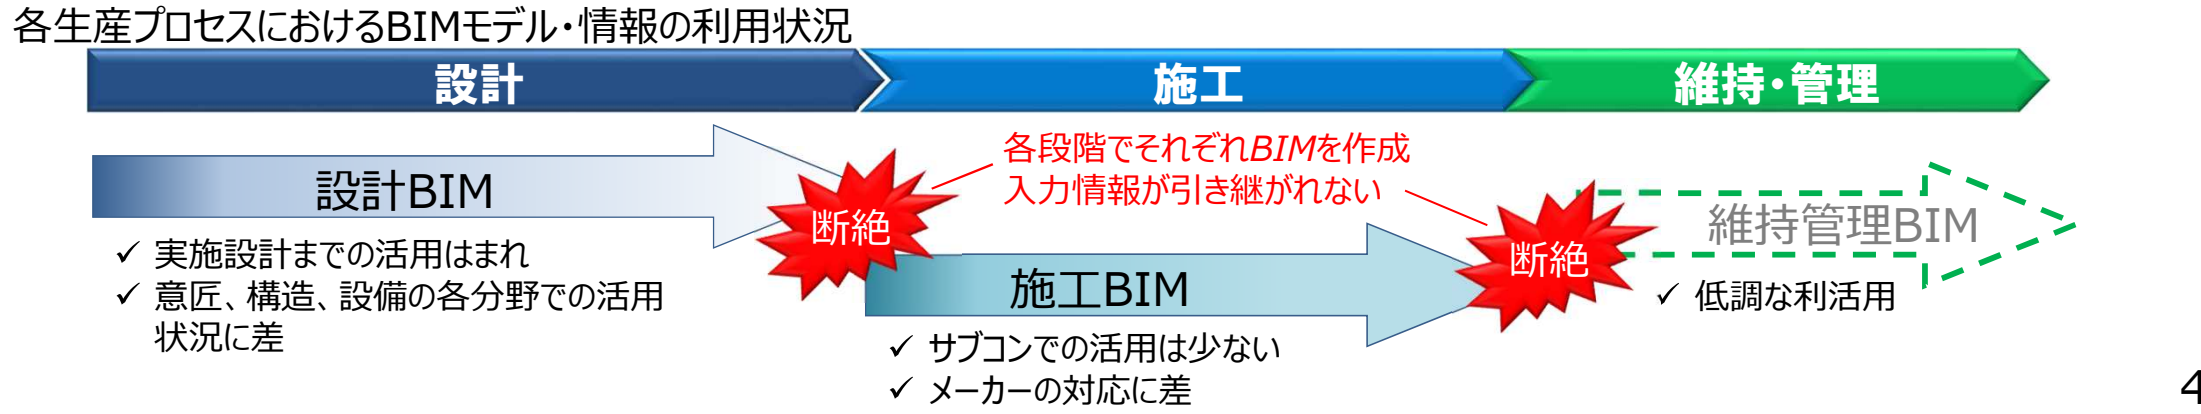 各生産プロセスにおけるBIMモデル・情報の利用状況
設計
施工
維持・管理
設計BIM
断絶
各段階でそれぞれBIMを作成
入力情報が引き継がれない
断絶
維持管理BIM
✓ 実施設計までの活用はまれ
✓ 意匠、構造、設備の各分野での活用
状況に差
施工BIM
✓ 低調な利活用
✓ サブコンでの活用は少ない
✓ メーカーの対応に差
4